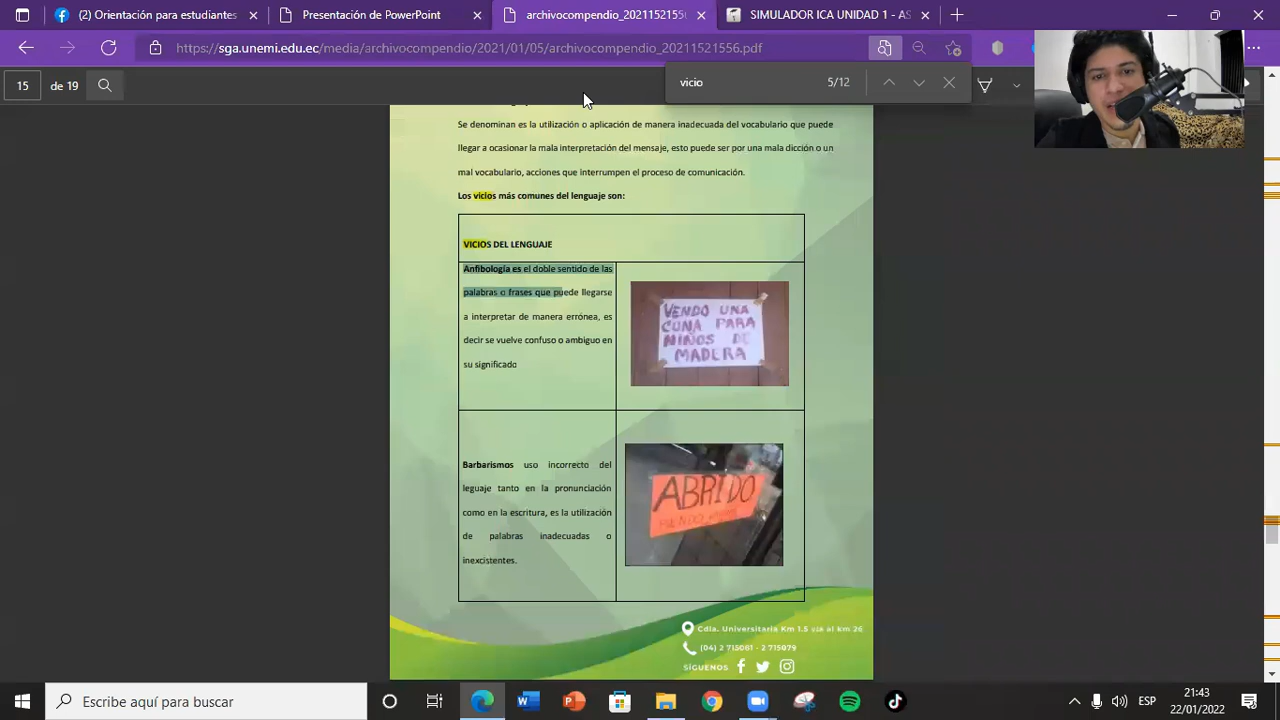 (2) Orientación para estudiantes
Presentación del PDF
SIMULADOR 1 ACA UNIDAD 1 - AS
https://sga.unemi.edu.ec/media/archivocompendio/2021/01/05/archivocompendio_20211521556.pdf
15 de 19
vicio 5/12
Se denominan es la utilización o aplicación de manera inadecuada del vocabulario que puede
llegar a ocasionar la mala interpretación del mensaje, esto puede ser por una mala dicción o un
mal vocabulario, acciones que interrumpen el proceso de comunicación.
Los vicios más comunes del lenguaje son:
VICIOS DEL LENGUAJE
Anfibología es el doble sentido de las
palabras o frases que puede llegarse
a interpretar de manera errónea, es
decir se vuelve confuso o ambiguo en
su significado
VENDO UNA
CUNA PARA
NIÑOS DE
MADERA
Barbarismos uso incorrecto del
leguaje tanto en la pronunciación
como en la escritura, es la utilización
de palabras inadecuadas o
inexcistentes.
ABRIDO
Cdla. Universitaria Km 1.5 vía al km 26
(04) 2 715081 - 2 715079
SÍGUENOS
Escribe aquí para buscar
ESP
21:43
22/01/2022